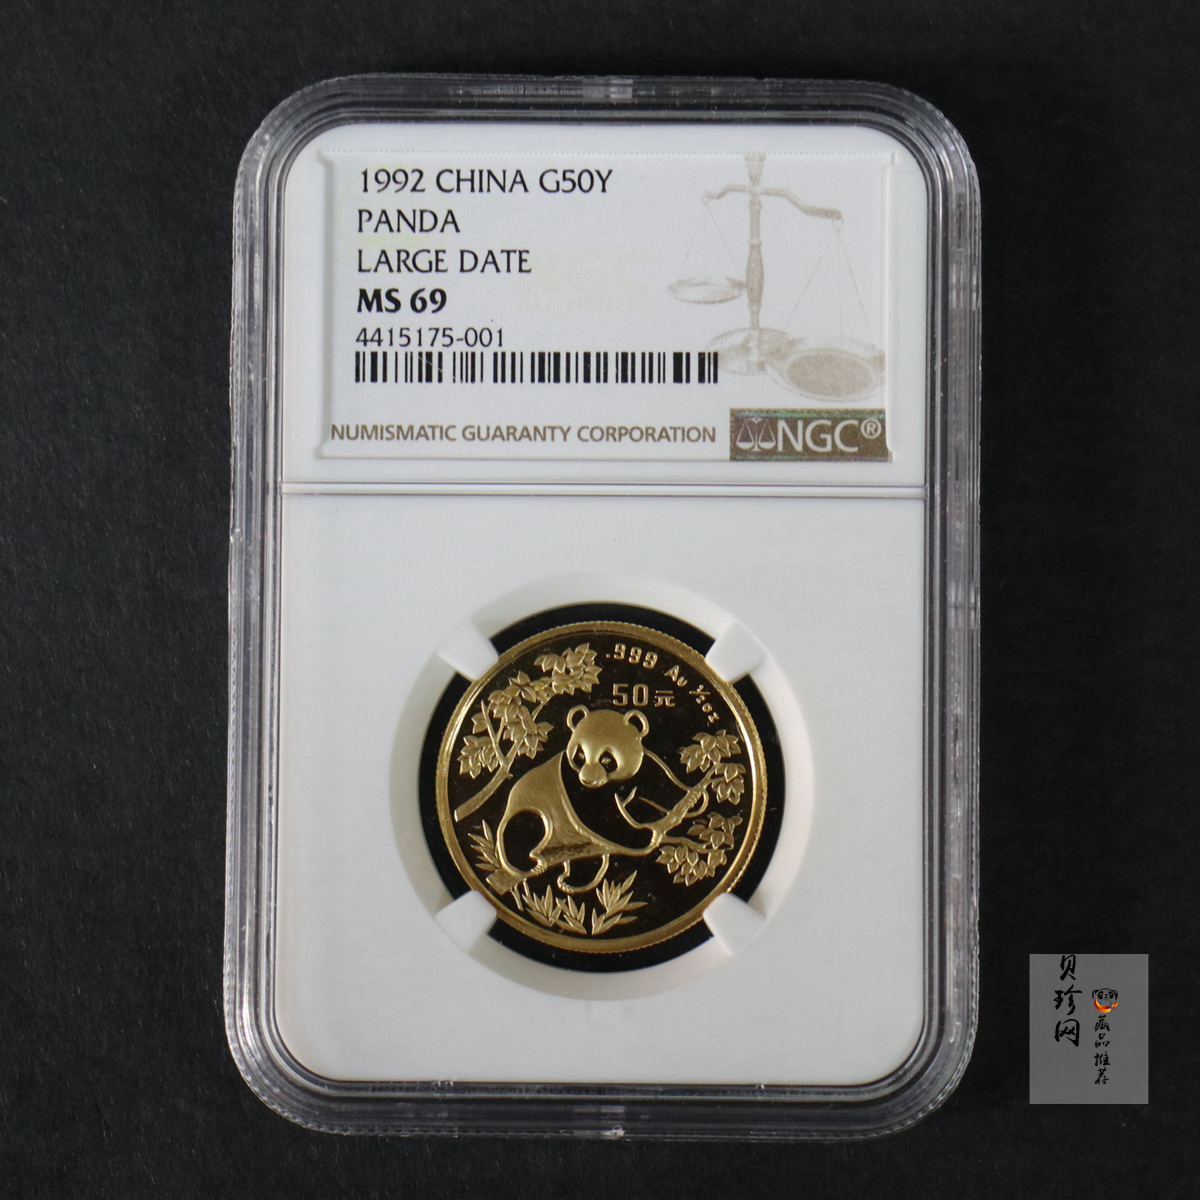 1992 CHINA G50Y
PANDA
LARGE DATE
MS 69
4415175-001
NUMISMATIC GUARANTY CORPORATION
NGC®
.999 Au ½oz
50元
贝珍网
藏品推荐